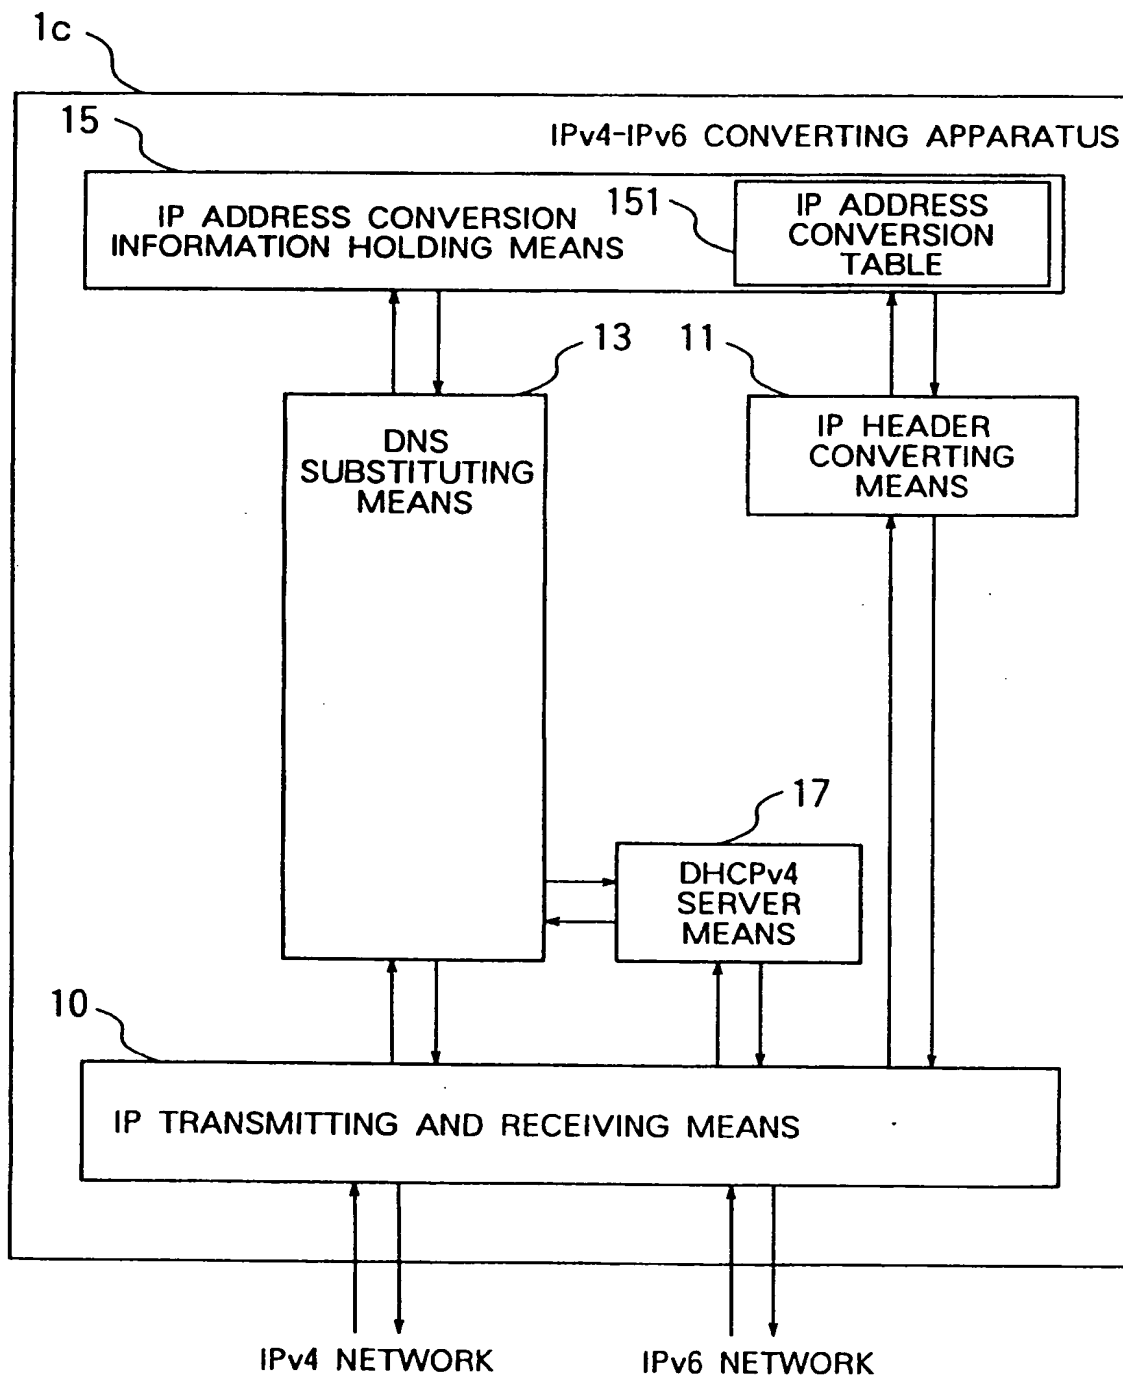 1c
15
IPv4-IPv6 CONVERTING APPARATUS
IP ADDRESS CONVERSION
INFORMATION HOLDING MEANS
151
IP ADDRESS
CONVERSION
TABLE
13
11
DNS
SUBSTITUTING
MEANS
IP HEADER
CONVERTING
MEANS
17
DHCPv4
SERVER
MEANS
10
IP TRANSMITTING AND RECEIVING MEANS
IPv4 NETWORK
IPv6 NETWORK